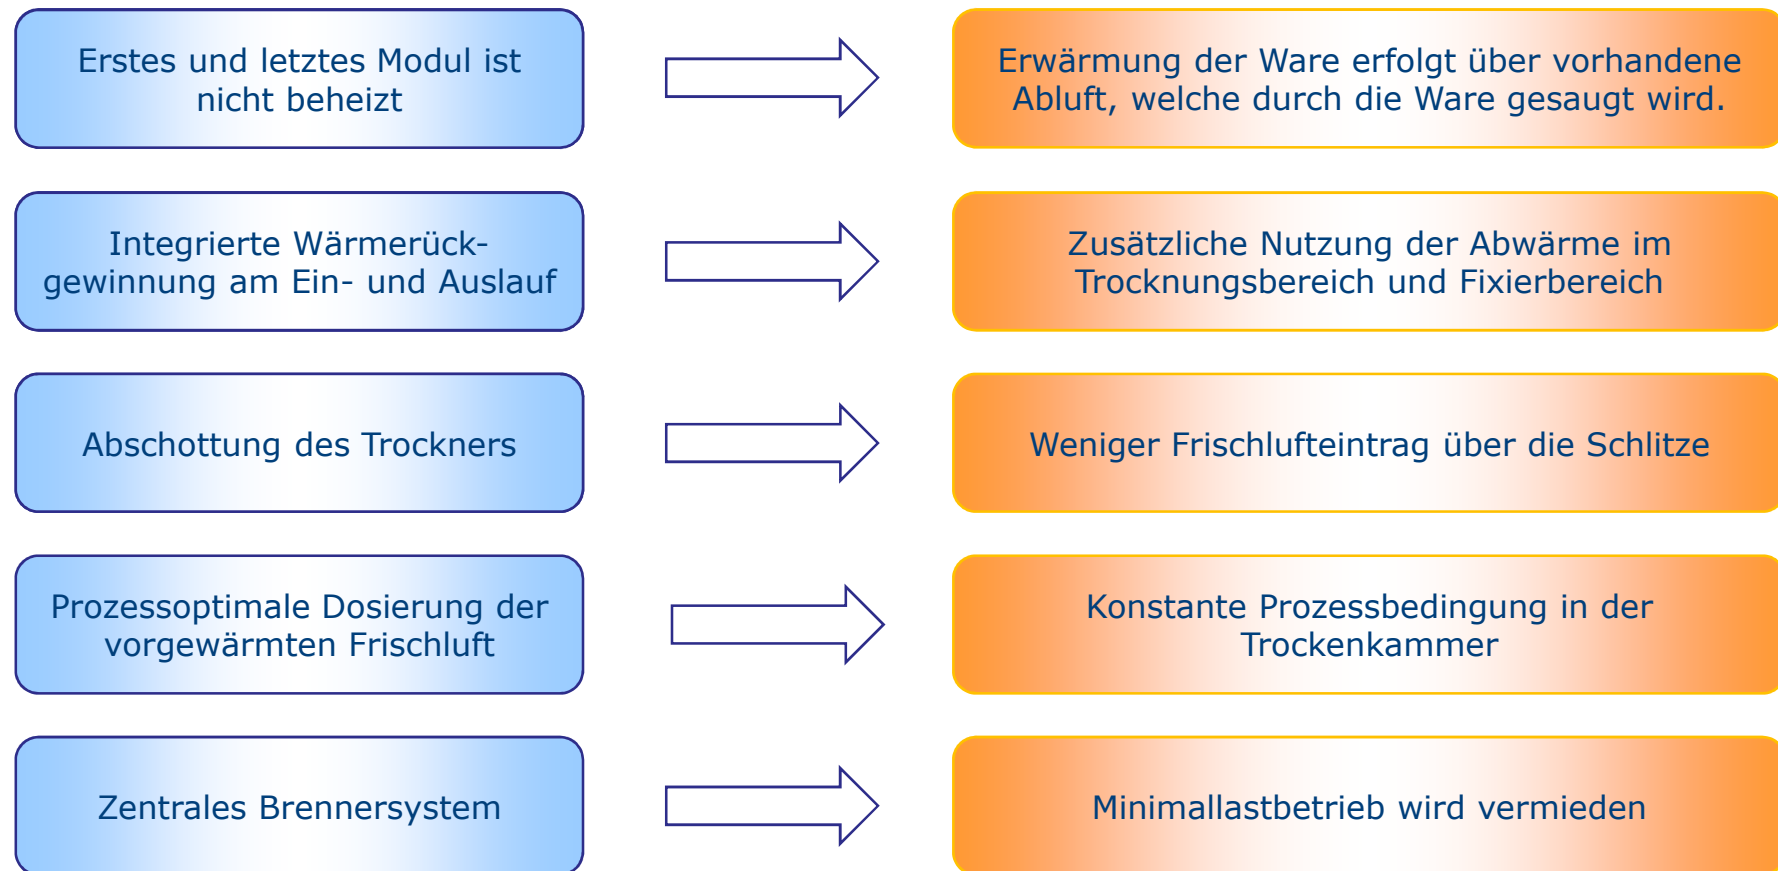 Erstes und letztes Modul ist
nicht beheizt
Erwärmung der Ware erfolgt über vorhandene
Abluft, welche durch die Ware gesaugt wird.
Integrierte Wärmerück-
gewinnung am Ein- und Auslauf
Zusätzliche Nutzung der Abwärme im
Trocknungsbereich und Fixierbereich
Abschottung des Trockners
Weniger Frischlufteintrag über die Schlitze
Prozessoptimale Dosierung der
vorgewärmten Frischluft
Konstante Prozessbedingung in der
Trockenkammer
Zentrales Brennersystem
Minimallastbetrieb wird vermieden